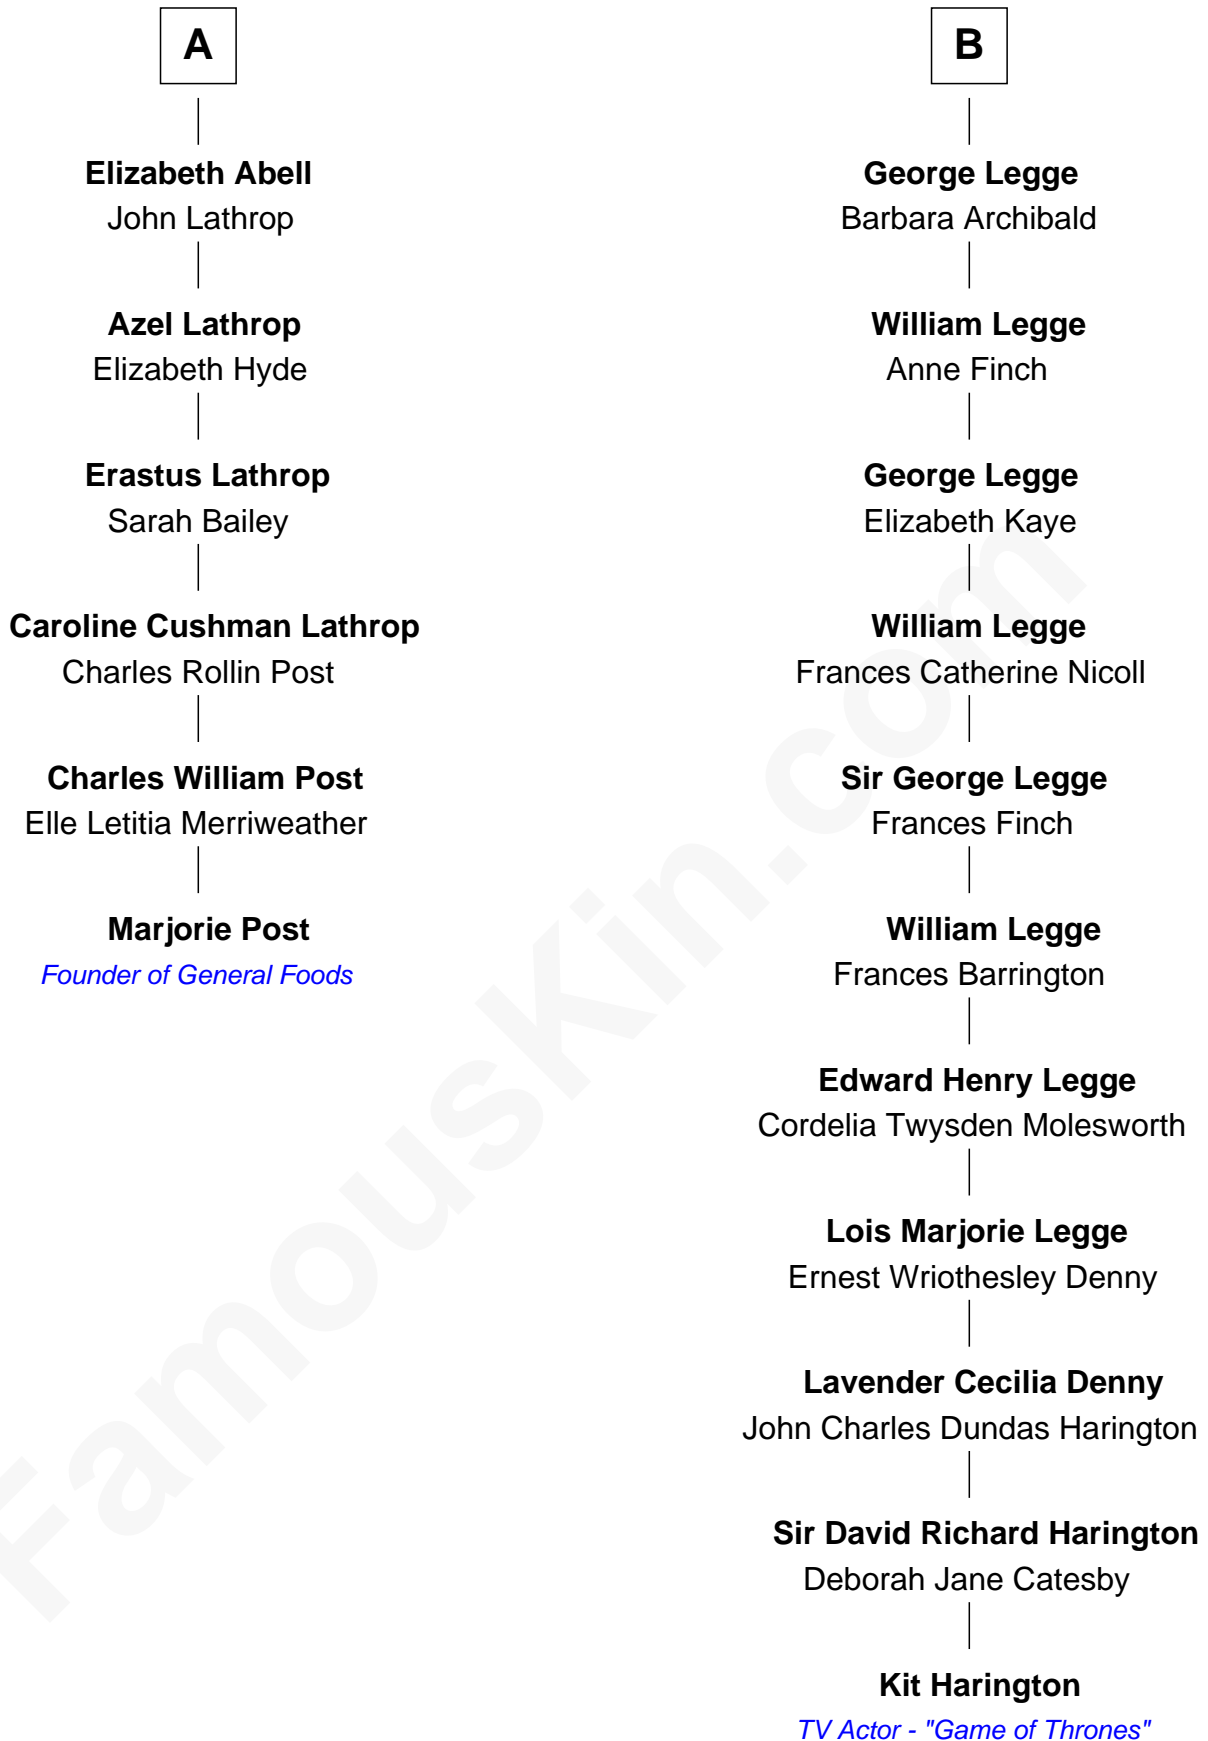 A
Elizabeth Abell
John Lathrop
Azel Lathrop
Elizabeth Hyde
Erastus Lathrop
Sarah Bailey
Caroline Cushman Lathrop
Charles Rollin Post
Charles William Post
Elle Letitia Merriweather
Marjorie Post
Founder of General Foods
B
George Legge
Barbara Archibald
William Legge
Anne Finch
George Legge
Elizabeth Kaye
William Legge
Frances Catherine Nicoll
Sir George Legge
Frances Finch
William Legge
Frances Barrington
Edward Henry Legge
Cordelia Twysden Molesworth
Lois Marjorie Legge
Ernest Wriothesley Denny
Lavender Cecilia Denny
John Charles Dundas Harington
Sir David Richard Harington
Deborah Jane Catesby
Kit Harington
TV Actor - "Game of Thrones"
FamousKin.com